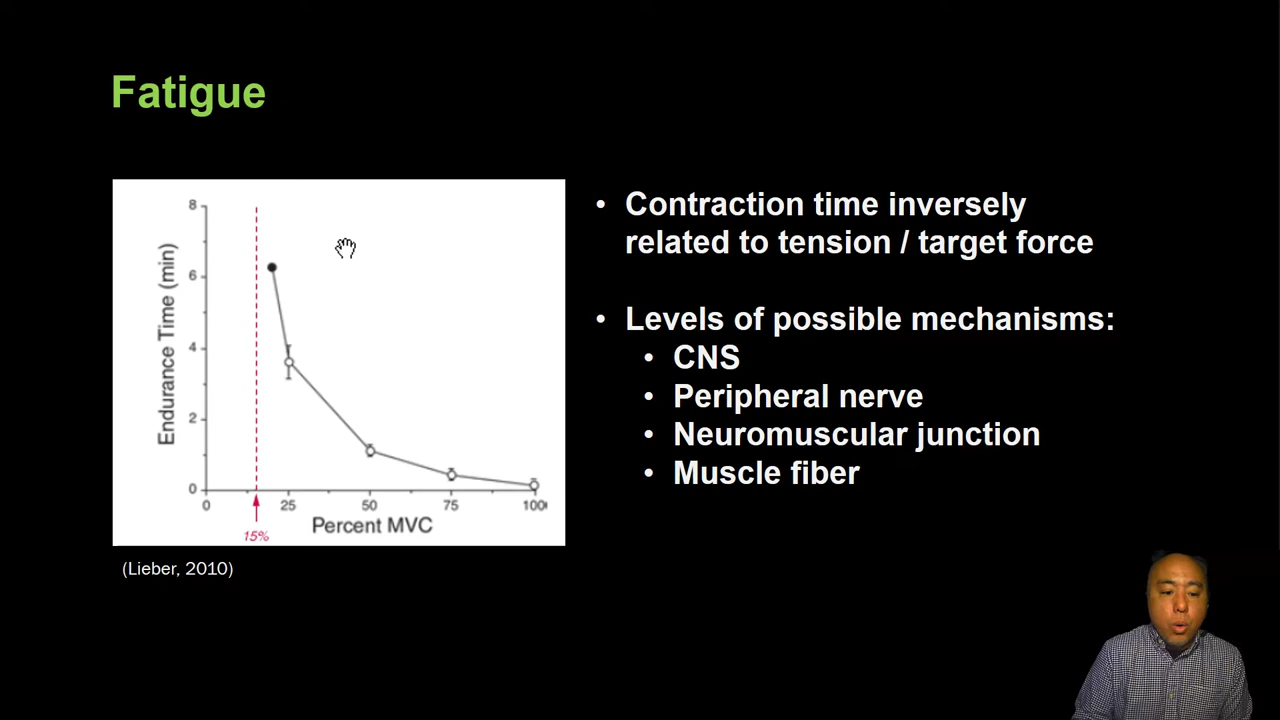 Fatigue
8
6
4
2
0
Endurance Time (min)
0 25 50 75 100
15%
Percent MVC
(Lieber, 2010)
• Contraction time inversely
related to tension / target force
• Levels of possible mechanisms:
• CNS
• Peripheral nerve
• Neuromuscular junction
• Muscle fiber